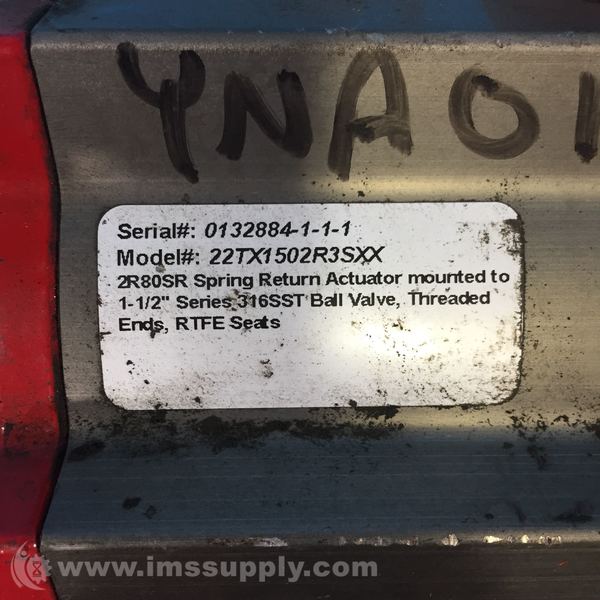 YNA01
Serial#: 0132884-1-1-1
Model#: 22TX1502R3SXX
2R80SR Spring Return Actuator mounted to
1-1/2" Series 316SST Ball Valve, Threaded
Ends, RTFE Seats
www.imssupply.com